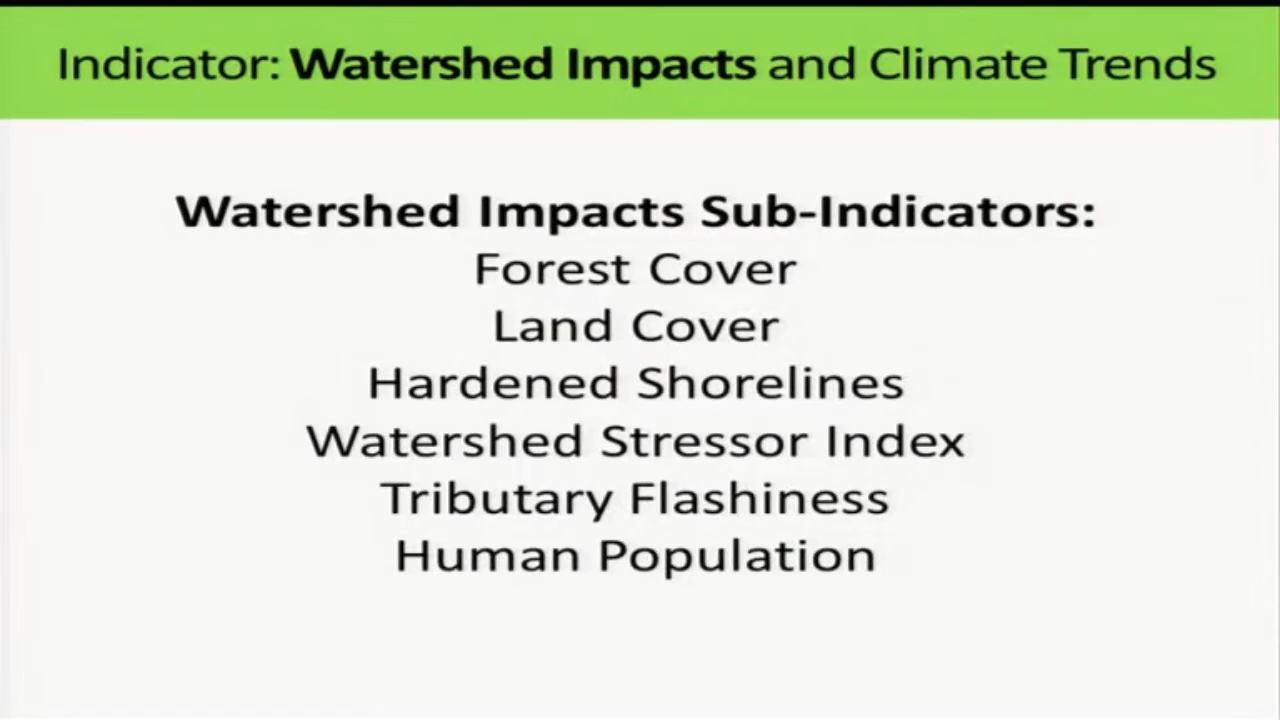 Indicator: Watershed Impacts and Climate Trends
Watershed Impacts Sub-Indicators:
Forest Cover
Land Cover
Hardened Shorelines
Watershed Stressor Index
Tributary Flashiness
Human Population